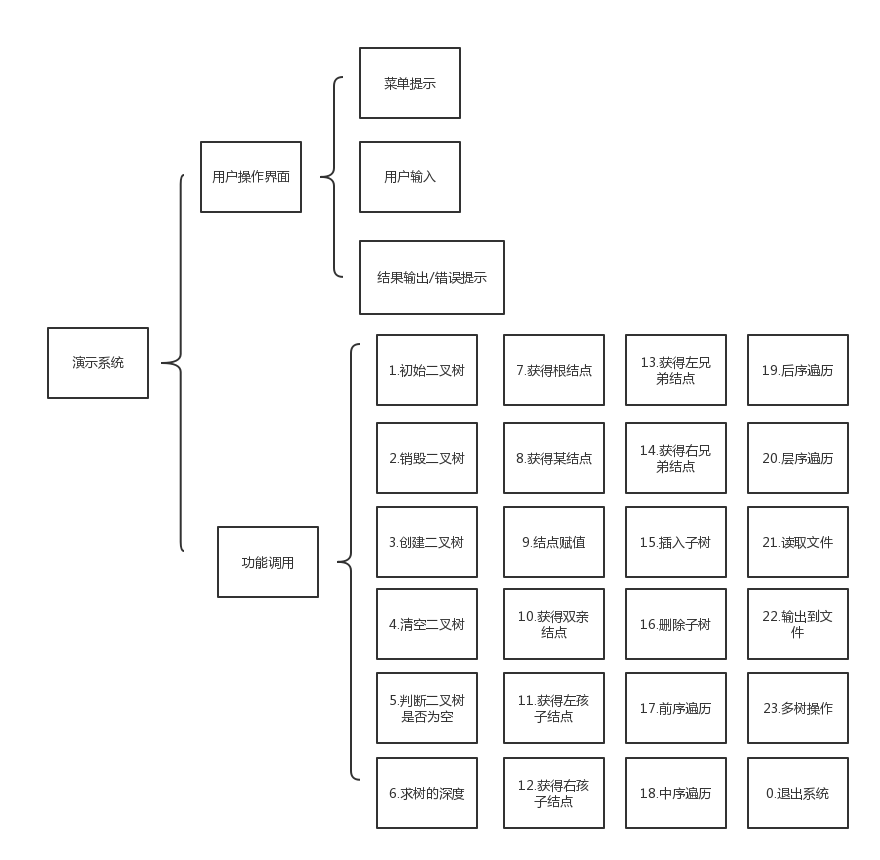 菜单提示
用户操作界面
用户输入
结果输出/错误提示
演示系统
功能调用
1.初始二叉树
7.获得根结点
13.获得左兄
弟结点
19.后序遍历
2.销毁二叉树
8.获得某结点
14.获得右兄
弟结点
20.层序遍历
3.创建二叉树
9.结点赋值
15.插入子树
21.读取文件
4.清空二叉树
10.获得双亲
结点
16.删除子树
22.输出到文
件
5.判断二叉树
是否为空
11.获得左孩
子结点
17.前序遍历
23.多树操作
6.求树的深度
12.获得右孩
子结点
18.中序遍历
0.退出系统